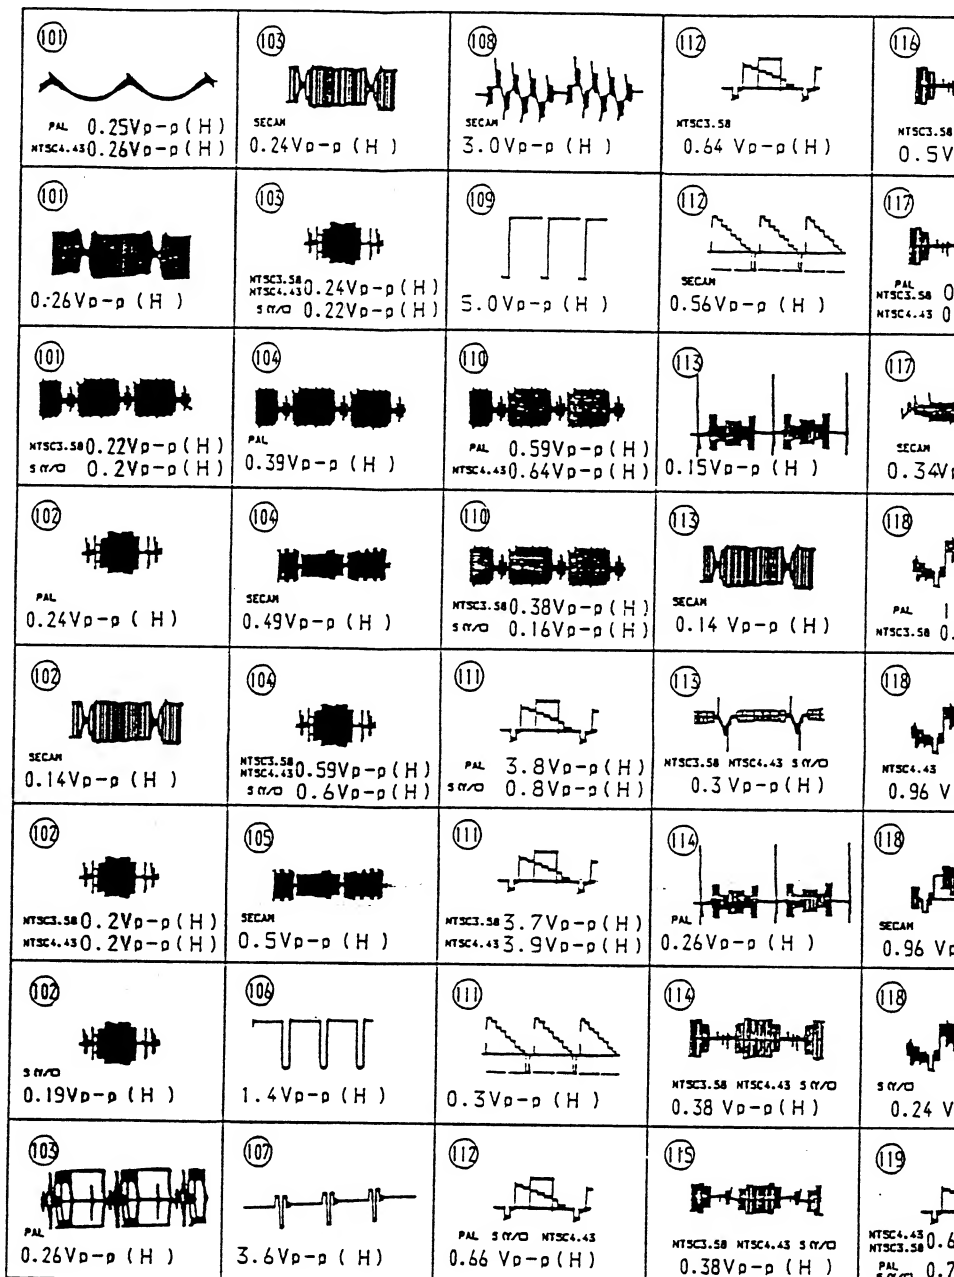 101
PAL 0.25Vp-p (H)
NTSC4.43 0.26Vp-p (H)
103
SECAM
0.24Vp-p (H)
108
SECAM
3.0Vp-p (H)
112
NTSC3.58
0.64 Vp-p (H)
116
NTSC3.58
0.5V
101
0.26Vp-p (H)
103
NTSC3.58
NTSC4.43 0.24Vp-p (H)
S (Y/C) 0.22Vp-p (H)
109
5.0Vp-p (H)
112
SECAM
0.56Vp-p (H)
117
PAL
NTSC3.58 0
NTSC4.43 0
101
NTSC3.58 0.22Vp-p (H)
S (Y/C) 0.2Vp-p (H)
104
PAL
0.39Vp-p (H)
110
PAL 0.59Vp-p (H)
NTSC4.43 0.64Vp-p (H)
113
0.15Vp-p (H)
117
SECAM
0.34Vp
102
PAL
0.24Vp-p (H)
104
SECAM
0.49Vp-p (H)
110
NTSC3.58 0.38Vp-p (H)
S (Y/C) 0.16Vp-p (H)
113
SECAM
0.14 Vp-p (H)
118
PAL 1
NTSC3.58 0.
102
SECAM
0.14Vp-p (H)
104
NTSC3.58
NTSC4.43 0.59Vp-p (H)
S (Y/C) 0.6Vp-p (H)
111
PAL 3.8Vp-p (H)
S (Y/C) 0.8Vp-p (H)
113
NTSC3.58 NTSC4.43 S (Y/C)
0.3 Vp-p (H)
118
NTSC4.43
0.96 V
102
NTSC3.58 0.2Vp-p (H)
NTSC4.43 0.2Vp-p (H)
105
SECAM
0.5Vp-p (H)
111
NTSC3.58 3.7Vp-p (H)
NTSC4.43 3.9Vp-p (H)
114
PAL
0.26Vp-p (H)
118
SECAM
0.96 Vp
102
S (Y/C)
0.19Vp-p (H)
106
1.4Vp-p (H)
111
0.3Vp-p (H)
114
NTSC3.58 NTSC4.43 S (Y/C)
0.38 Vp-p (H)
118
S (Y/C)
0.24 V
103
PAL
0.26Vp-p (H)
107
3.6Vp-p (H)
112
PAL S (Y/C) NTSC4.43
0.66 Vp-p (H)
115
NTSC3.58 NTSC4.43 S (Y/C)
0.38Vp-p (H)
119
NTSC4.43 0.6
NTSC3.58
PAL
S (Y/C) 0.7